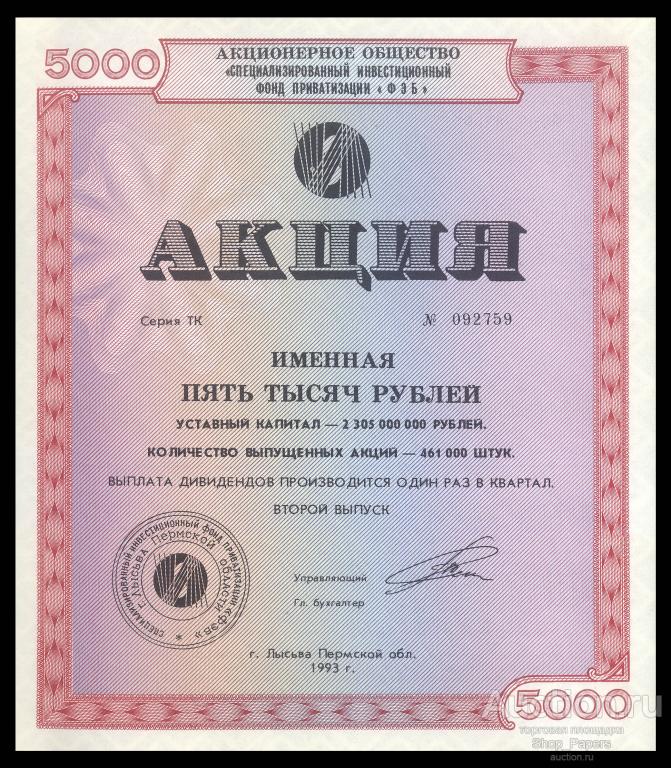 5000
АКЦИОНЕРНОЕ ОБЩЕСТВО
«СПЕЦИАЛИЗИРОВАННЫЙ ИНВЕСТИЦИОННЫЙ
ФОНД ПРИВАТИЗАЦИИ «ФЭБ»
АКЦИЯ
Серия ТК
№ 092759
ИМЕННАЯ
ПЯТЬ ТЫСЯЧ РУБЛЕЙ
УСТАВНЫЙ КАПИТАЛ — 2 305 000 000 РУБЛЕЙ.
КОЛИЧЕСТВО ВЫПУЩЕННЫХ АКЦИЙ — 461 000 ШТУК.
ВЫПЛАТА ДИВИДЕНДОВ ПРОИЗВОДИТСЯ ОДИН РАЗ В КВАРТАЛ.
ВТОРОЙ ВЫПУСК
СПЕЦИАЛИЗИРОВАННЫЙ ИНВЕСТИЦИОННЫЙ ФОНД ПРИВАТИЗАЦИИ «ФЭБ» *
г. Лысьва Пермской области
Управляющий
Гл. бухгалтер
г. Лысьва Пермской обл.
1993 г.
5000
Auction.ru
торговая площадка
Shop_Papers
auction.ru